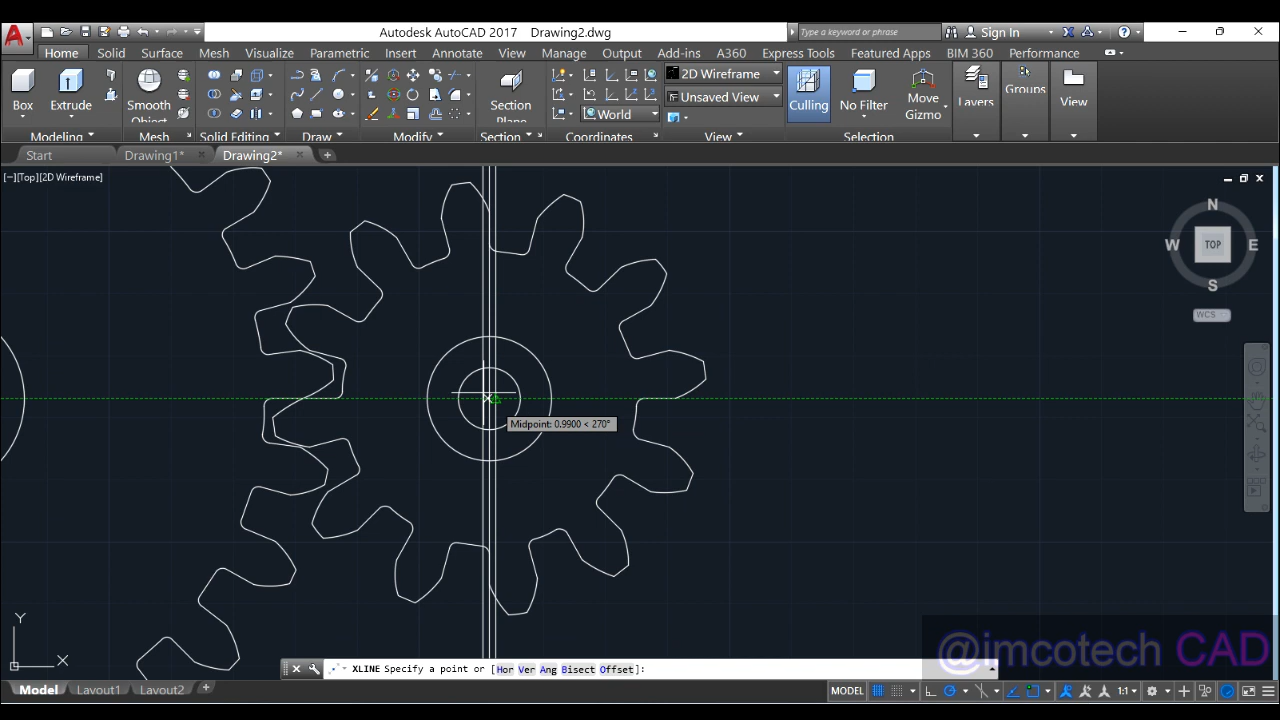 Autodesk AutoCAD 2017 Drawing2.dwg
Type a keyword or phrase
Sign In
Home Solid Surface Mesh Visualize Parametric Insert Annotate View Manage Output Add-ins A360 Express Tools Featured Apps BIM 360 Performance
Box Extrude Smooth Object Section Plane
2D Wireframe
Unsaved View
World
Culling No Filter Move Gizmo Layers Groups View
Modeling Mesh Solid Editing Draw Modify Section Coordinates View Selection
Start Drawing1* Drawing2*
[−][Top][2D Wireframe]
N
W TOP E
S
WCS
Midpoint: 0.9900 < 270°
Y
X
@imcotech CAD
XLINE Specify a point or [Hor Ver Ang Bisect Offset]:
Model Layout1 Layout2 +
MODEL 1:1